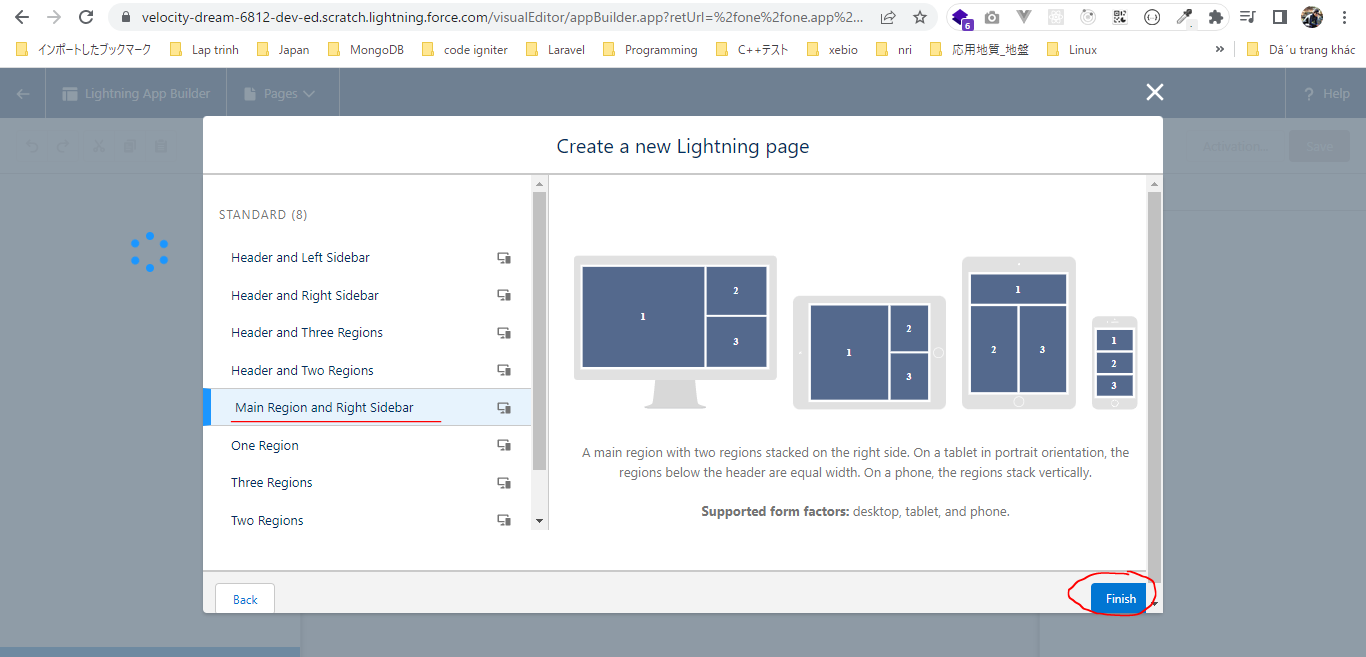 velocity-dream-6812-dev-ed.scratch.lightning.force.com/visualEditor/appBuilder.app?retUrl=%2fone%2fone.app%2...
6
インポートしたブックマーク Lap trinh Japan MongoDB code igniter Laravel Programming C++テスト xebio nri 応用地質_地盤 Linux » Dấu trang khác
Lightning App Builder Pages ? Help
Activation... Save
Create a new Lightning page
STANDARD (8)
Header and Left Sidebar
Header and Right Sidebar
Header and Three Regions
Header and Two Regions
Main Region and Right Sidebar
One Region
Three Regions
Two Regions
1 2 3
1 2 3
1 2 3
1 2 3
A main region with two regions stacked on the right side. On a tablet in portrait orientation, the
regions below the header are equal width. On a phone, the regions stack vertically.
Supported form factors: desktop, tablet, and phone.
Back Finish